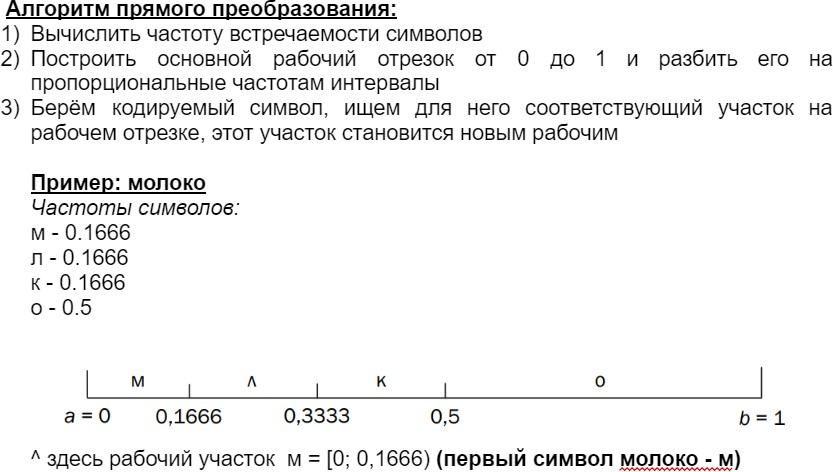 Алгоритм прямого преобразования:
1) Вычислить частоту встречаемости символов
2) Построить основной рабочий отрезок от 0 до 1 и разбить его на
пропорциональные частотам интервалы
3) Берём кодируемый символ, ищем для него соответствующий участок на
рабочем отрезке, этот участок становится новым рабочим
Пример: молоко
Частоты символов:
м - 0.1666
л - 0.1666
к - 0.1666
о - 0.5
м л к о
a = 0 0,1666 0,3333 0,5 b = 1
^ здесь рабочий участок м = [0; 0,1666) (первый символ молоко - м)